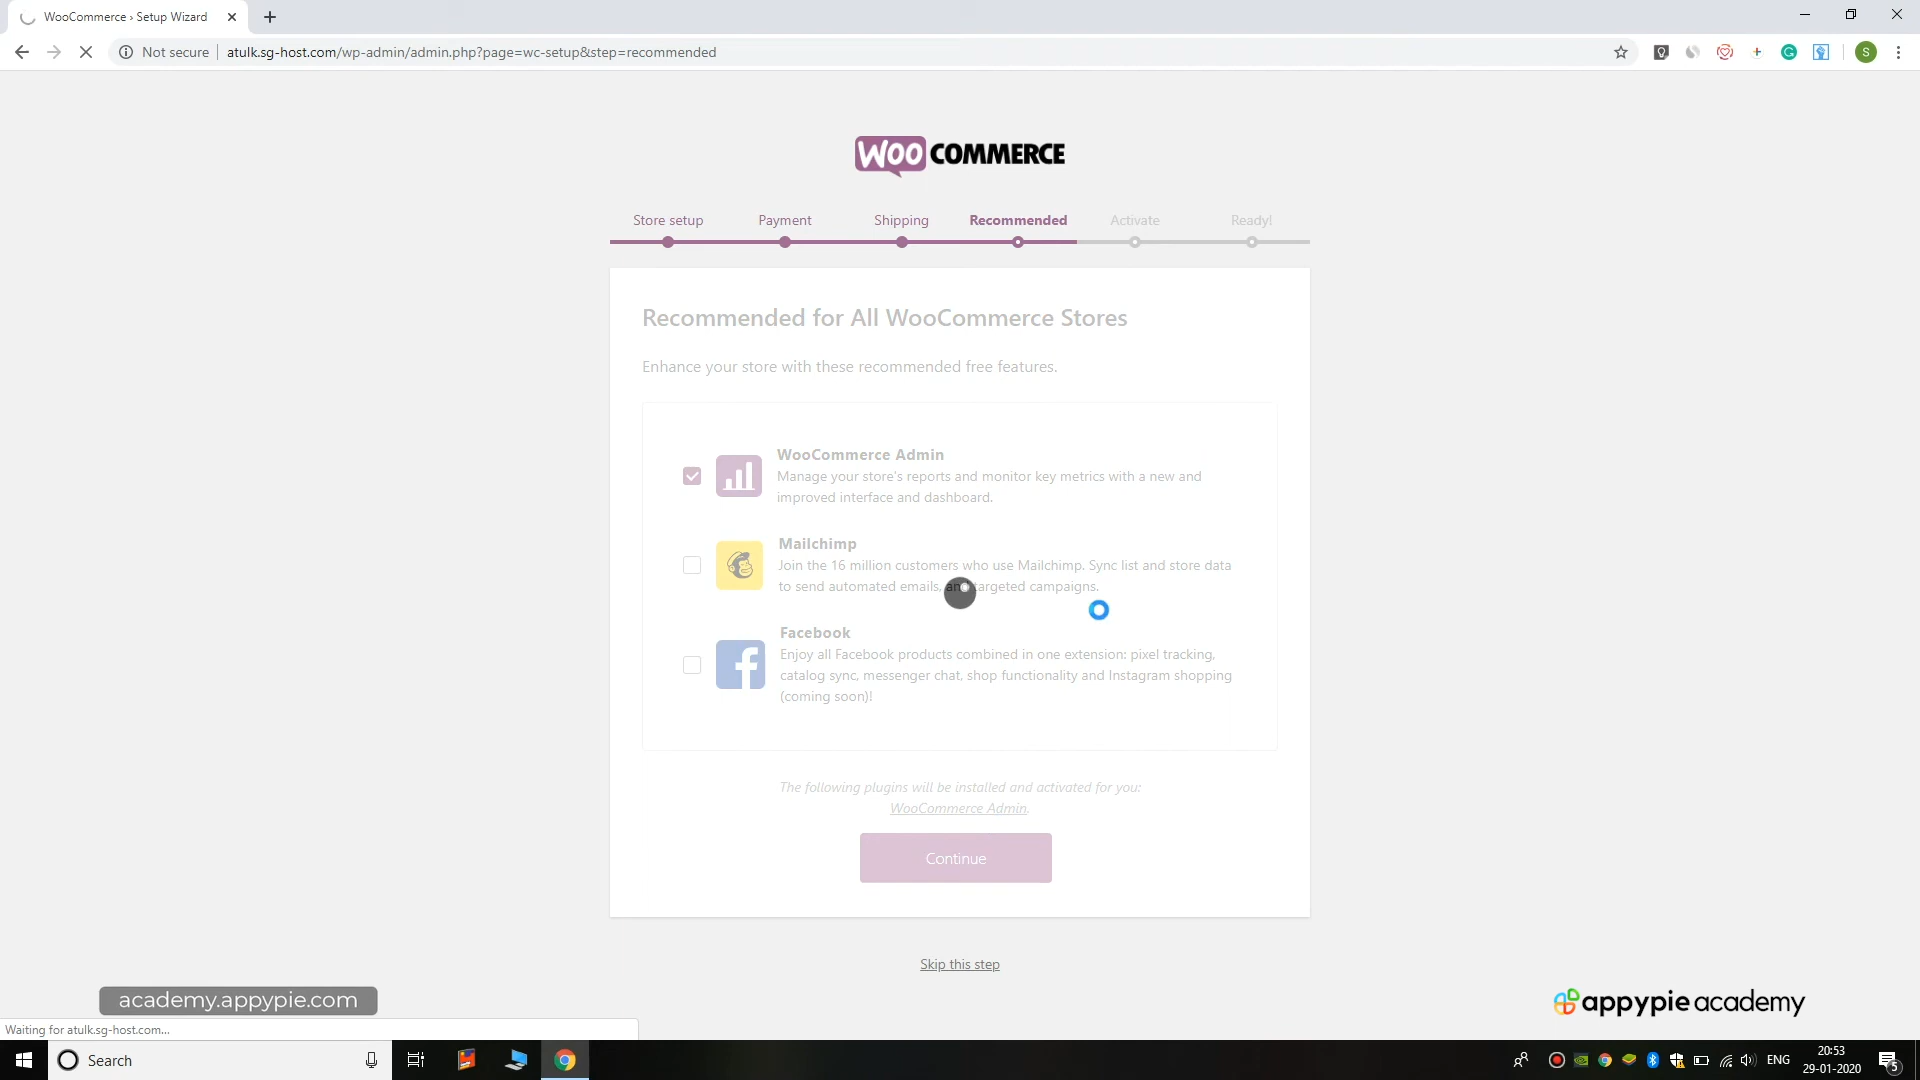 WooCommerce › Setup Wizard
Not secure
atulk.sg-host.com/wp-admin/admin.php?page=wc-setup&step=recommended
S
WOO COMMERCE
Store setup
Payment
Shipping
Recommended
Activate
Ready!
Recommended for All WooCommerce Stores
Enhance your store with these recommended free features.
WooCommerce Admin
Manage your store's reports and monitor key metrics with a new and
improved interface and dashboard.
Mailchimp
Join the 16 million customers who use Mailchimp. Sync list and store data
to send automated emails, and targeted campaigns.
Facebook
Enjoy all Facebook products combined in one extension: pixel tracking,
catalog sync, messenger chat, shop functionality and Instagram shopping
(coming soon)!
The following plugins will be installed and activated for you:
WooCommerce Admin.
Continue
Skip this step
academy.appypie.com
appypie academy
Waiting for atulk.sg-host.com...
Search
ENG
20:53
29-01-2020
5